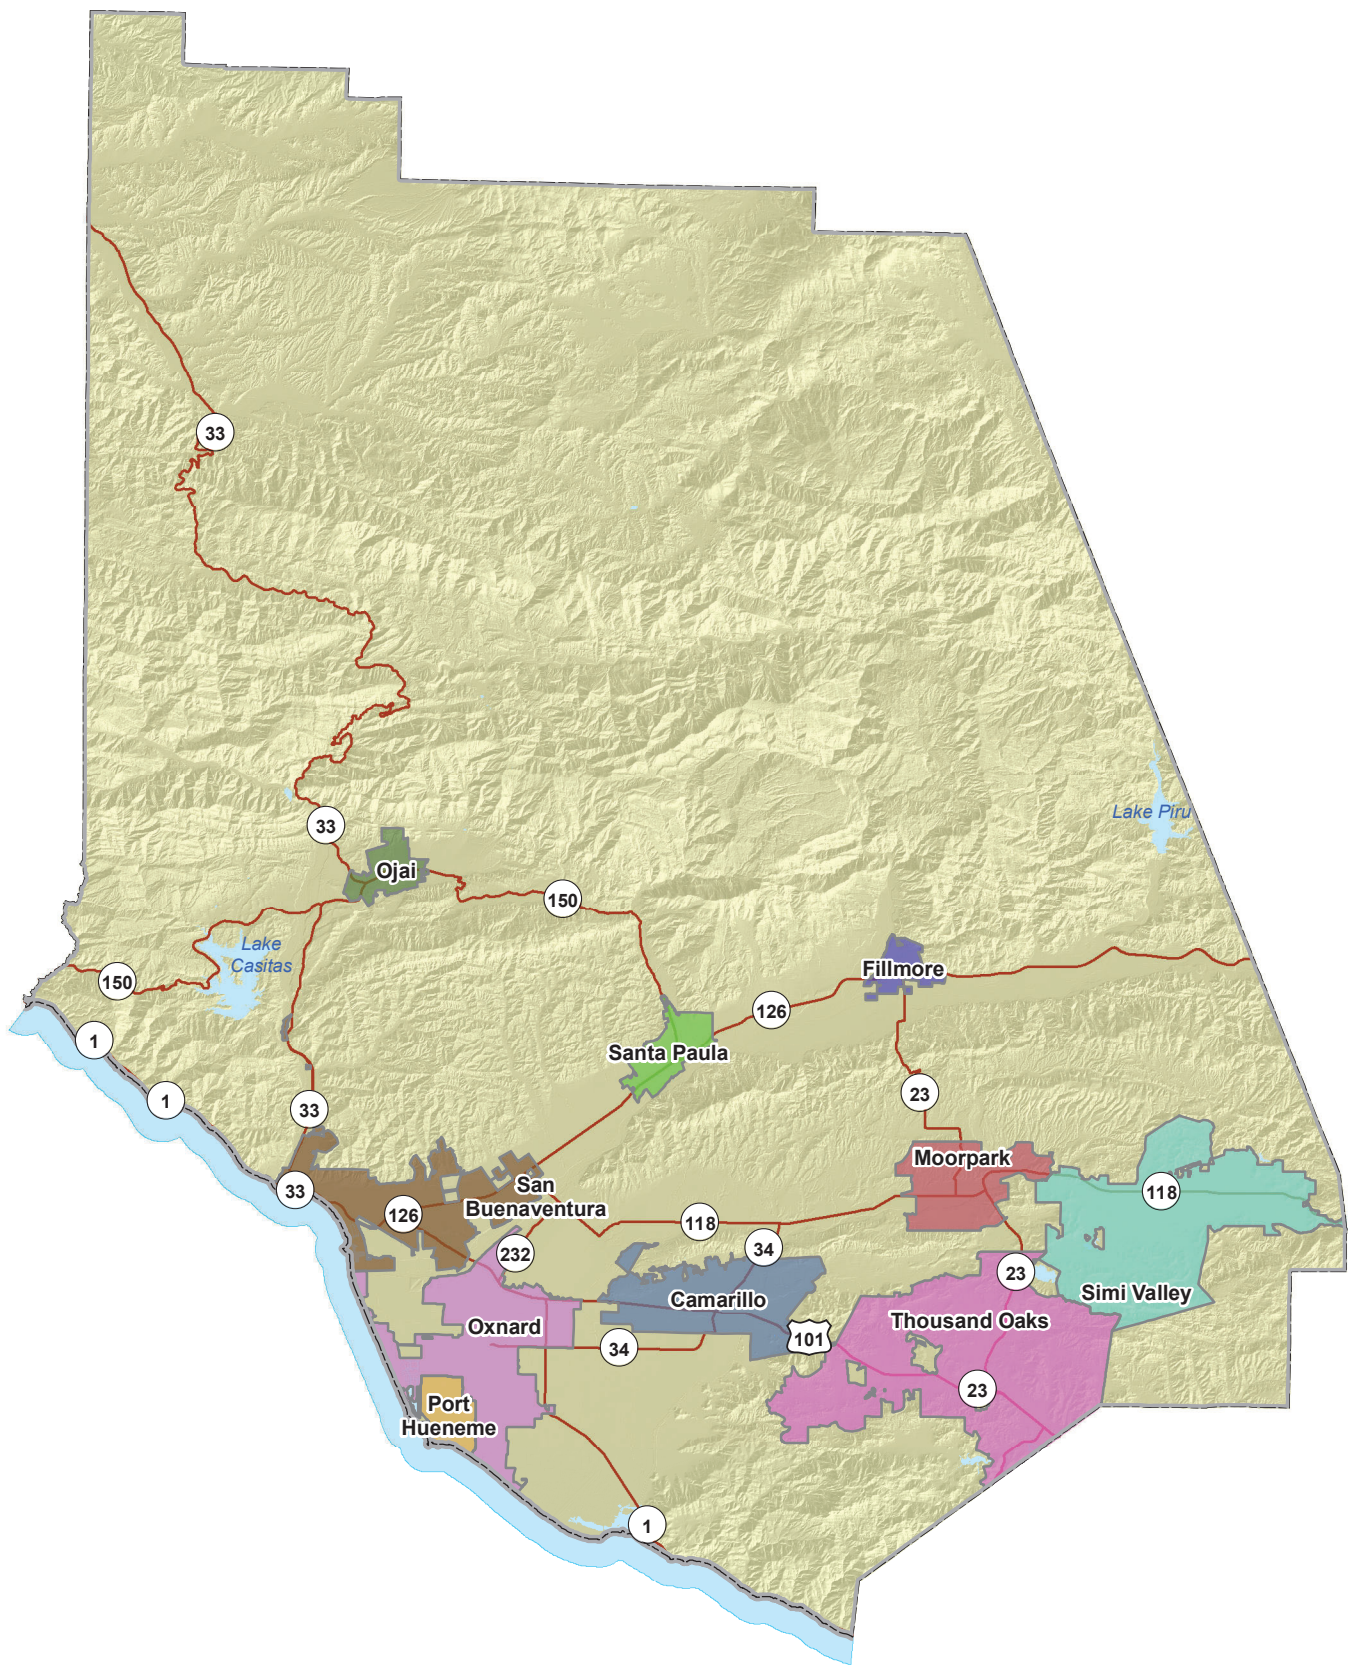 33
Lake Piru
33
Ojai
150
Lake
Casitas
150
Fillmore
126
1
Santa Paula
23
1
33
Moorpark
33
San
Buenaventura
118
126
118
232
34
23
Simi Valley
Camarillo
Thousand Oaks
Oxnard
101
34
23
Port
Hueneme
1